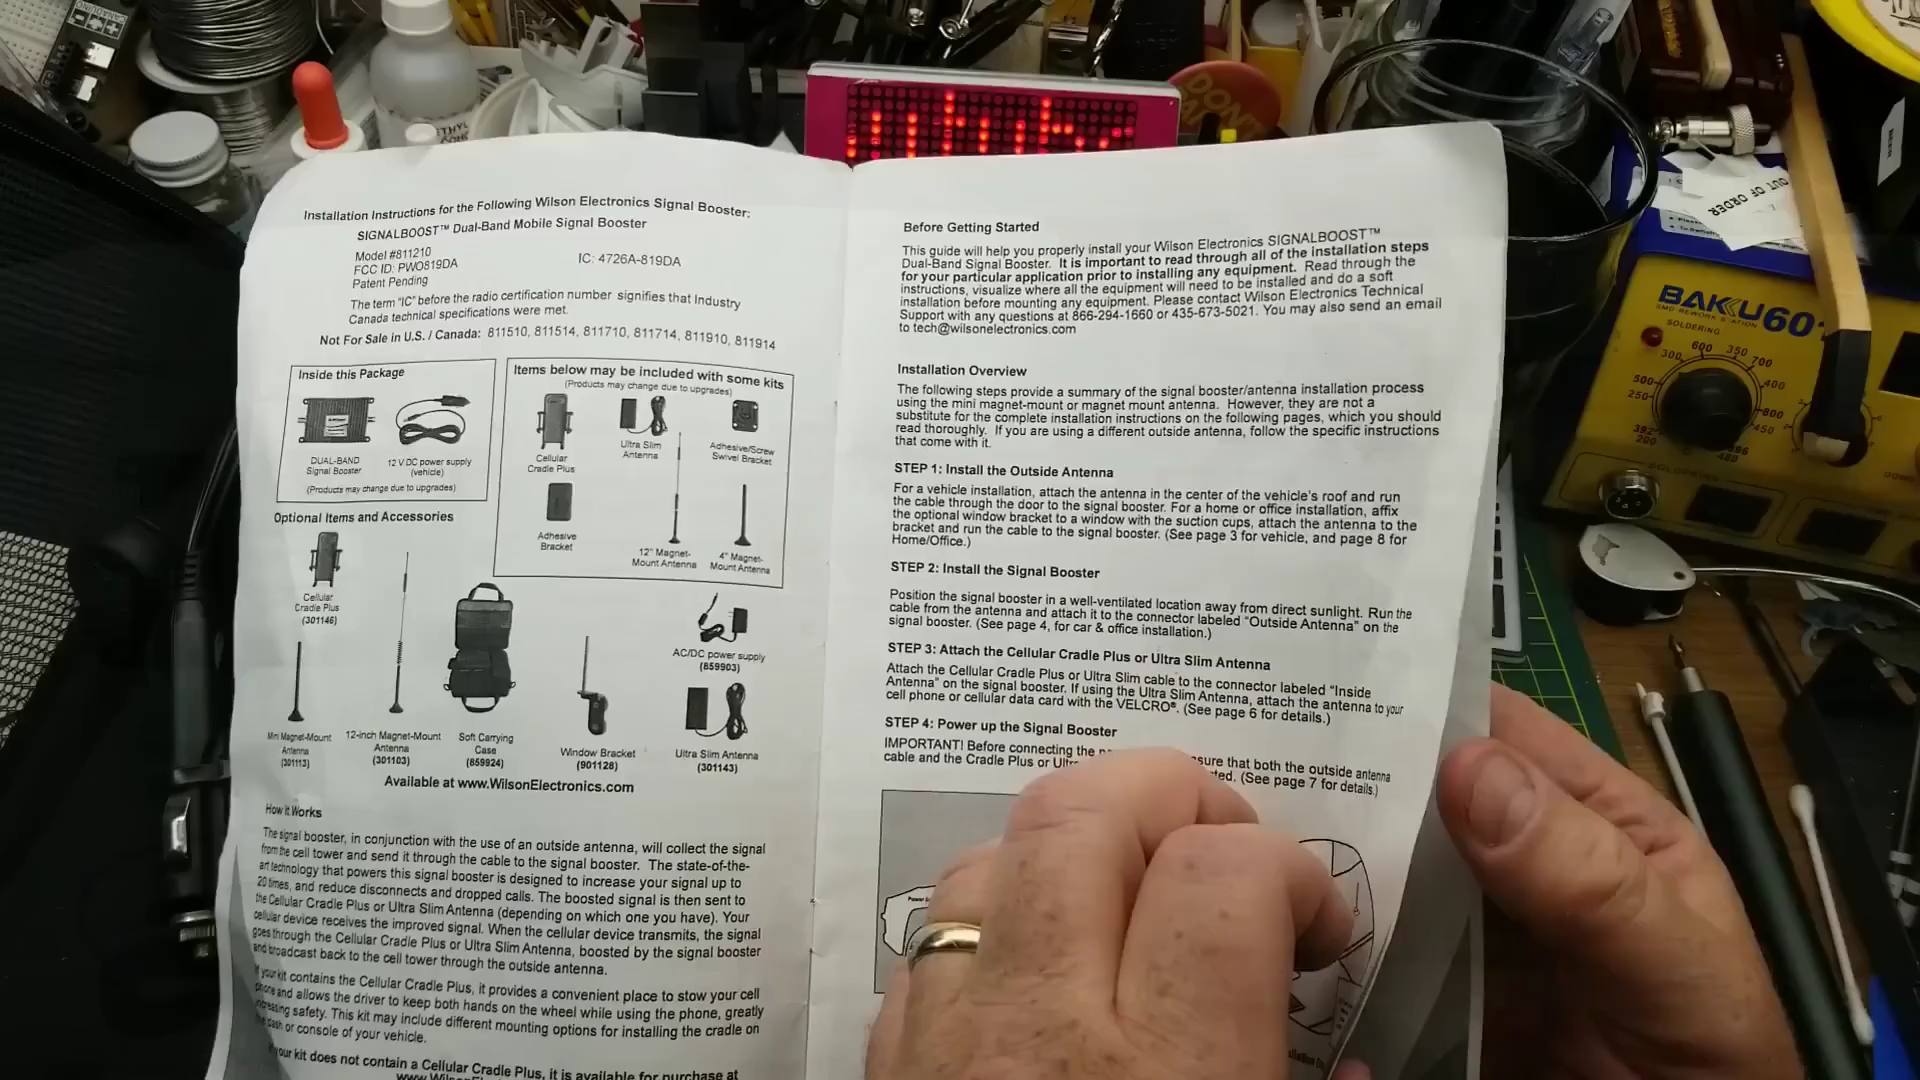 Installation Instructions for the Following Wilson Electronics Signal Booster:
SIGNALBOOST™ Dual-Band Mobile Signal Booster
Model #811210
FCC ID: PWO819DA
IC: 4726A-819DA
Patent Pending
The term "IC" before the radio certification number signifies that Industry
Canada technical specifications were met.
Not For Sale in U.S. / Canada: 811510, 811514, 811710, 811714, 811910, 811914
Inside this Package
DUAL-BAND
Signal Booster
12 V DC power supply
(vehicle)
(Products may change due to upgrades)
Items below may be included with some kits
(Products may change due to upgrades)
Cellular
Cradle Plus
Ultra Slim
Antenna
Adhesive/Screw
Swivel Bracket
Adhesive
Bracket
12" Magnet-
Mount Antenna
4" Magnet-
Mount Antenna
Optional Items and Accessories
Cellular
Cradle Plus
(301146)
AC/DC power supply
(859903)
Mini Magnet-Mount
Antenna
(301113)
12-inch Magnet-Mount
Antenna
(301103)
Soft Carrying
Case
(859924)
Window Bracket
(901128)
Ultra Slim Antenna
(301143)
Available at www.WilsonElectronics.com
How it Works
The signal booster, in conjunction with the use of an outside antenna, will collect the signal
from the cell tower and send it through the cable to the signal booster. The state-of-the-
art technology that powers this signal booster is designed to increase your signal up to
20 times, and reduce disconnects and dropped calls. The boosted signal is then sent to
the Cellular Cradle Plus or Ultra Slim Antenna (depending on which one you have). Your
cellular device receives the improved signal. When the cellular device transmits, the signal
goes through the Cellular Cradle Plus or Ultra Slim Antenna, boosted by the signal booster
and broadcast back to the cell tower through the outside antenna.
If your kit contains the Cellular Cradle Plus, it provides a convenient place to stow your cell
phone and allows the driver to keep both hands on the wheel while using the phone, greatly
increasing safety. This kit may include different mounting options for installing the cradle on
the dash or console of your vehicle.
If your kit does not contain a Cellular Cradle Plus, it is available for purchase at
Before Getting Started
This guide will help you properly install your Wilson Electronics SIGNALBOOST™
Dual-Band Signal Booster. It is important to read through all of the installation steps
for your particular application prior to installing any equipment. Read through the
instructions, visualize where all the equipment will need to be installed and do a soft
installation before mounting any equipment. Please contact Wilson Electronics Technical
Support with any questions at 866-294-1660 or 435-673-5021. You may also send an email
to tech@wilsonelectronics.com
Installation Overview
The following steps provide a summary of the signal booster/antenna installation process
using the mini magnet-mount or magnet mount antenna. However, they are not a
substitute for the complete installation instructions on the following pages, which you should
read thoroughly. If you are using a different outside antenna, follow the specific instructions
that come with it.
STEP 1: Install the Outside Antenna
For a vehicle installation, attach the antenna in the center of the vehicle's roof and run
the cable through the door to the signal booster. For a home or office installation, affix
the optional window bracket to a window with the suction cups, attach the antenna to the
bracket and run the cable to the signal booster. (See page 3 for vehicle, and page 8 for
Home/Office.)
STEP 2: Install the Signal Booster
Position the signal booster in a well-ventilated location away from direct sunlight. Run the
cable from the antenna and attach it to the connector labeled "Outside Antenna" on the
signal booster. (See page 4, for car & office installation.)
STEP 3: Attach the Cellular Cradle Plus or Ultra Slim Antenna
Attach the Cellular Cradle Plus or Ultra Slim cable to the connector labeled "Inside
Antenna" on the signal booster. If using the Ultra Slim Antenna, attach the antenna to your
cell phone or cellular data card with the VELCRO®. (See page 6 for details.)
STEP 4: Power up the Signal Booster
IMPORTANT! Before connecting the sure that both the outside antenna
cable and the Cradle Plus or (See page 7 for details.)
Power
DON'T
OUT OF ORDER
BAKKU601
SMD REWORK STATION
SOLDERING
600
350
700
300
400
500
250
800
450
392
200
480